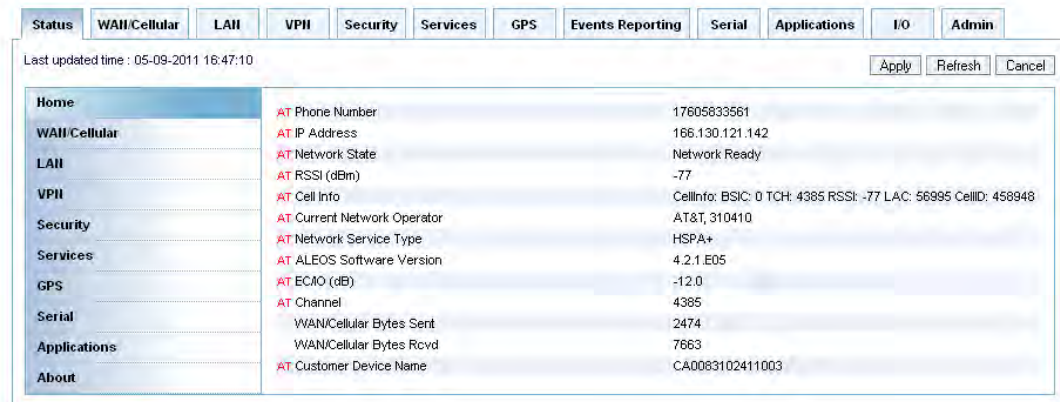 Status WAN/Cellular LAN VPN Security Services GPS Events Reporting Serial Applications I/O Admin
Last updated time : 05-09-2011 16:47:10 Apply Refresh Cancel
Home
WAN/Cellular
LAN
VPN
Security
Services
GPS
Serial
Applications
About
AT Phone Number 17605833561
AT IP Address 166.130.121.142
AT Network State Network Ready
AT RSSI (dBm) -77
AT Cell Info CellInfo: BSIC: 0 TCH: 4385 RSSI: -77 LAC: 56995 CellID: 458948
AT Current Network Operator AT&T, 310410
AT Network Service Type HSPA+
AT ALEOS Software Version 4.2.1.E05
AT EC/IO (dB) -12.0
AT Channel 4385
WAN/Cellular Bytes Sent 2474
WAN/Cellular Bytes Rcvd 7663
AT Customer Device Name CA0083102411003